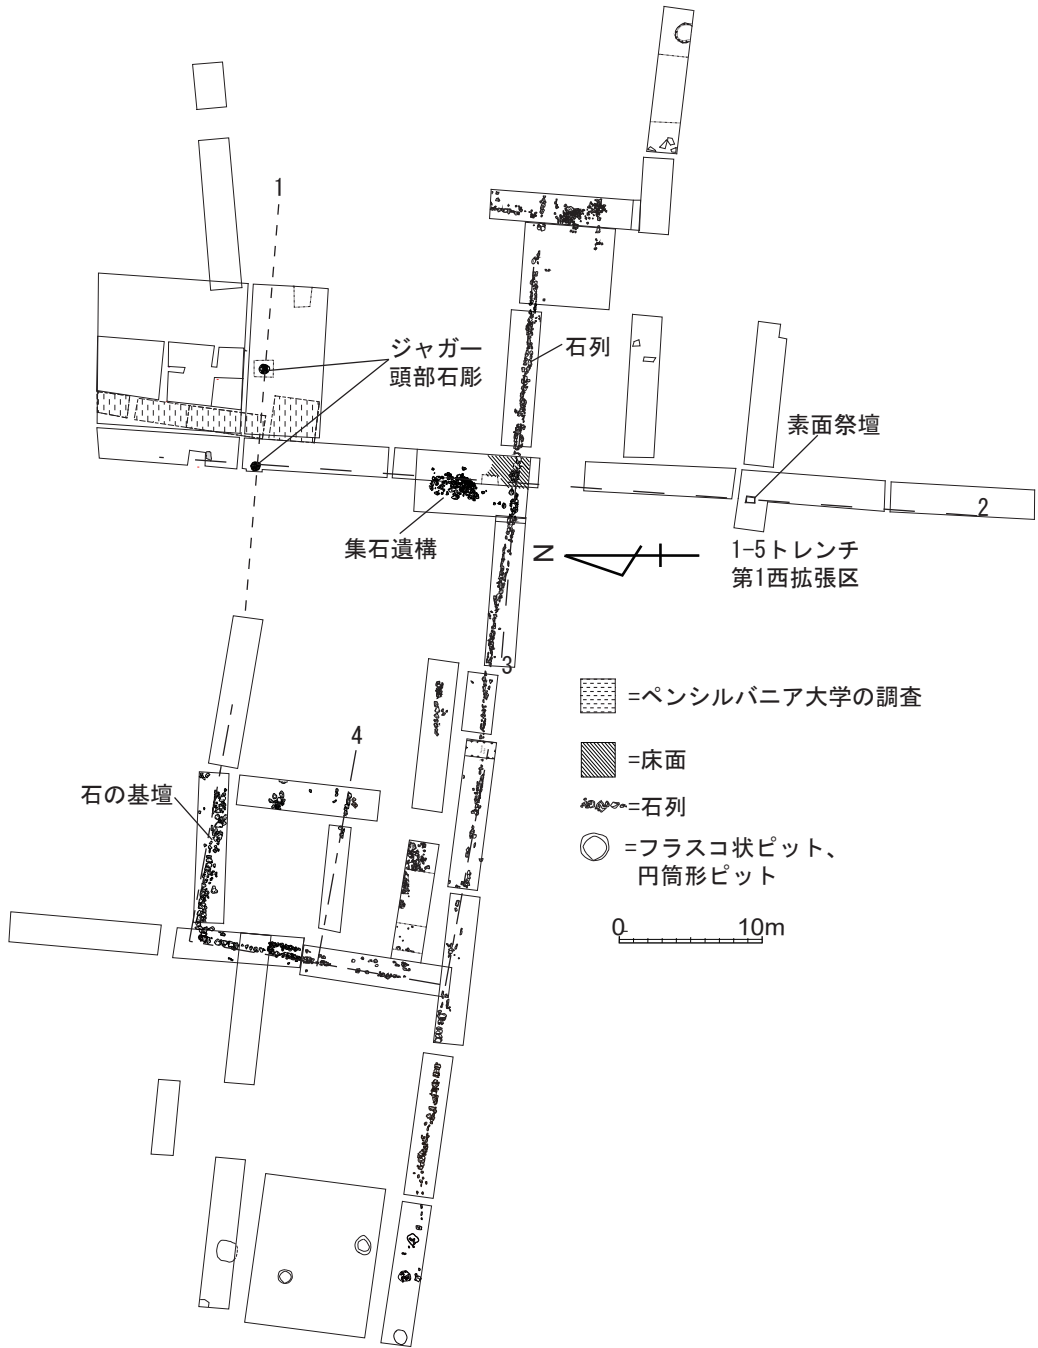 1
ジャガー
頭部石彫
石列
素面祭壇
2
集石遺構
N
1-5トレンチ
第1西拡張区
3
=ペンシルバニア大学の調査
4
=床面
石の基壇
=石列
=フラスコ状ピット、
円筒形ピット
0 10m